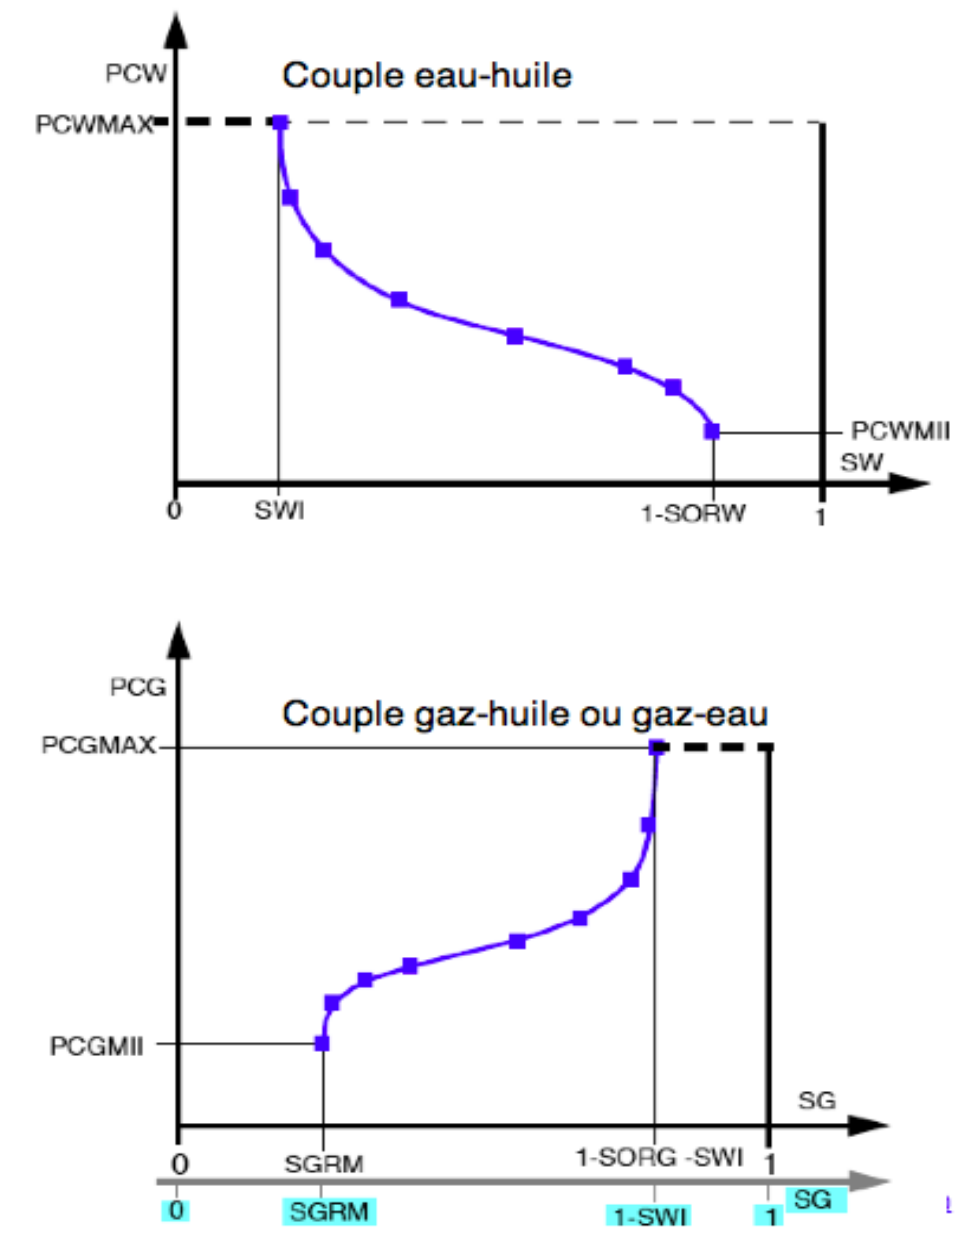 PCW
Couple eau-huile
PCWMAX
PCWMII
SW
0
SWI
1-SORW
1
PCG
Couple gaz-huile ou gaz-eau
PCGMAX
PCGMII
SG
0
SGRM
1-SORG -SWI
1
0
SGRM
1-SWI
1
SG